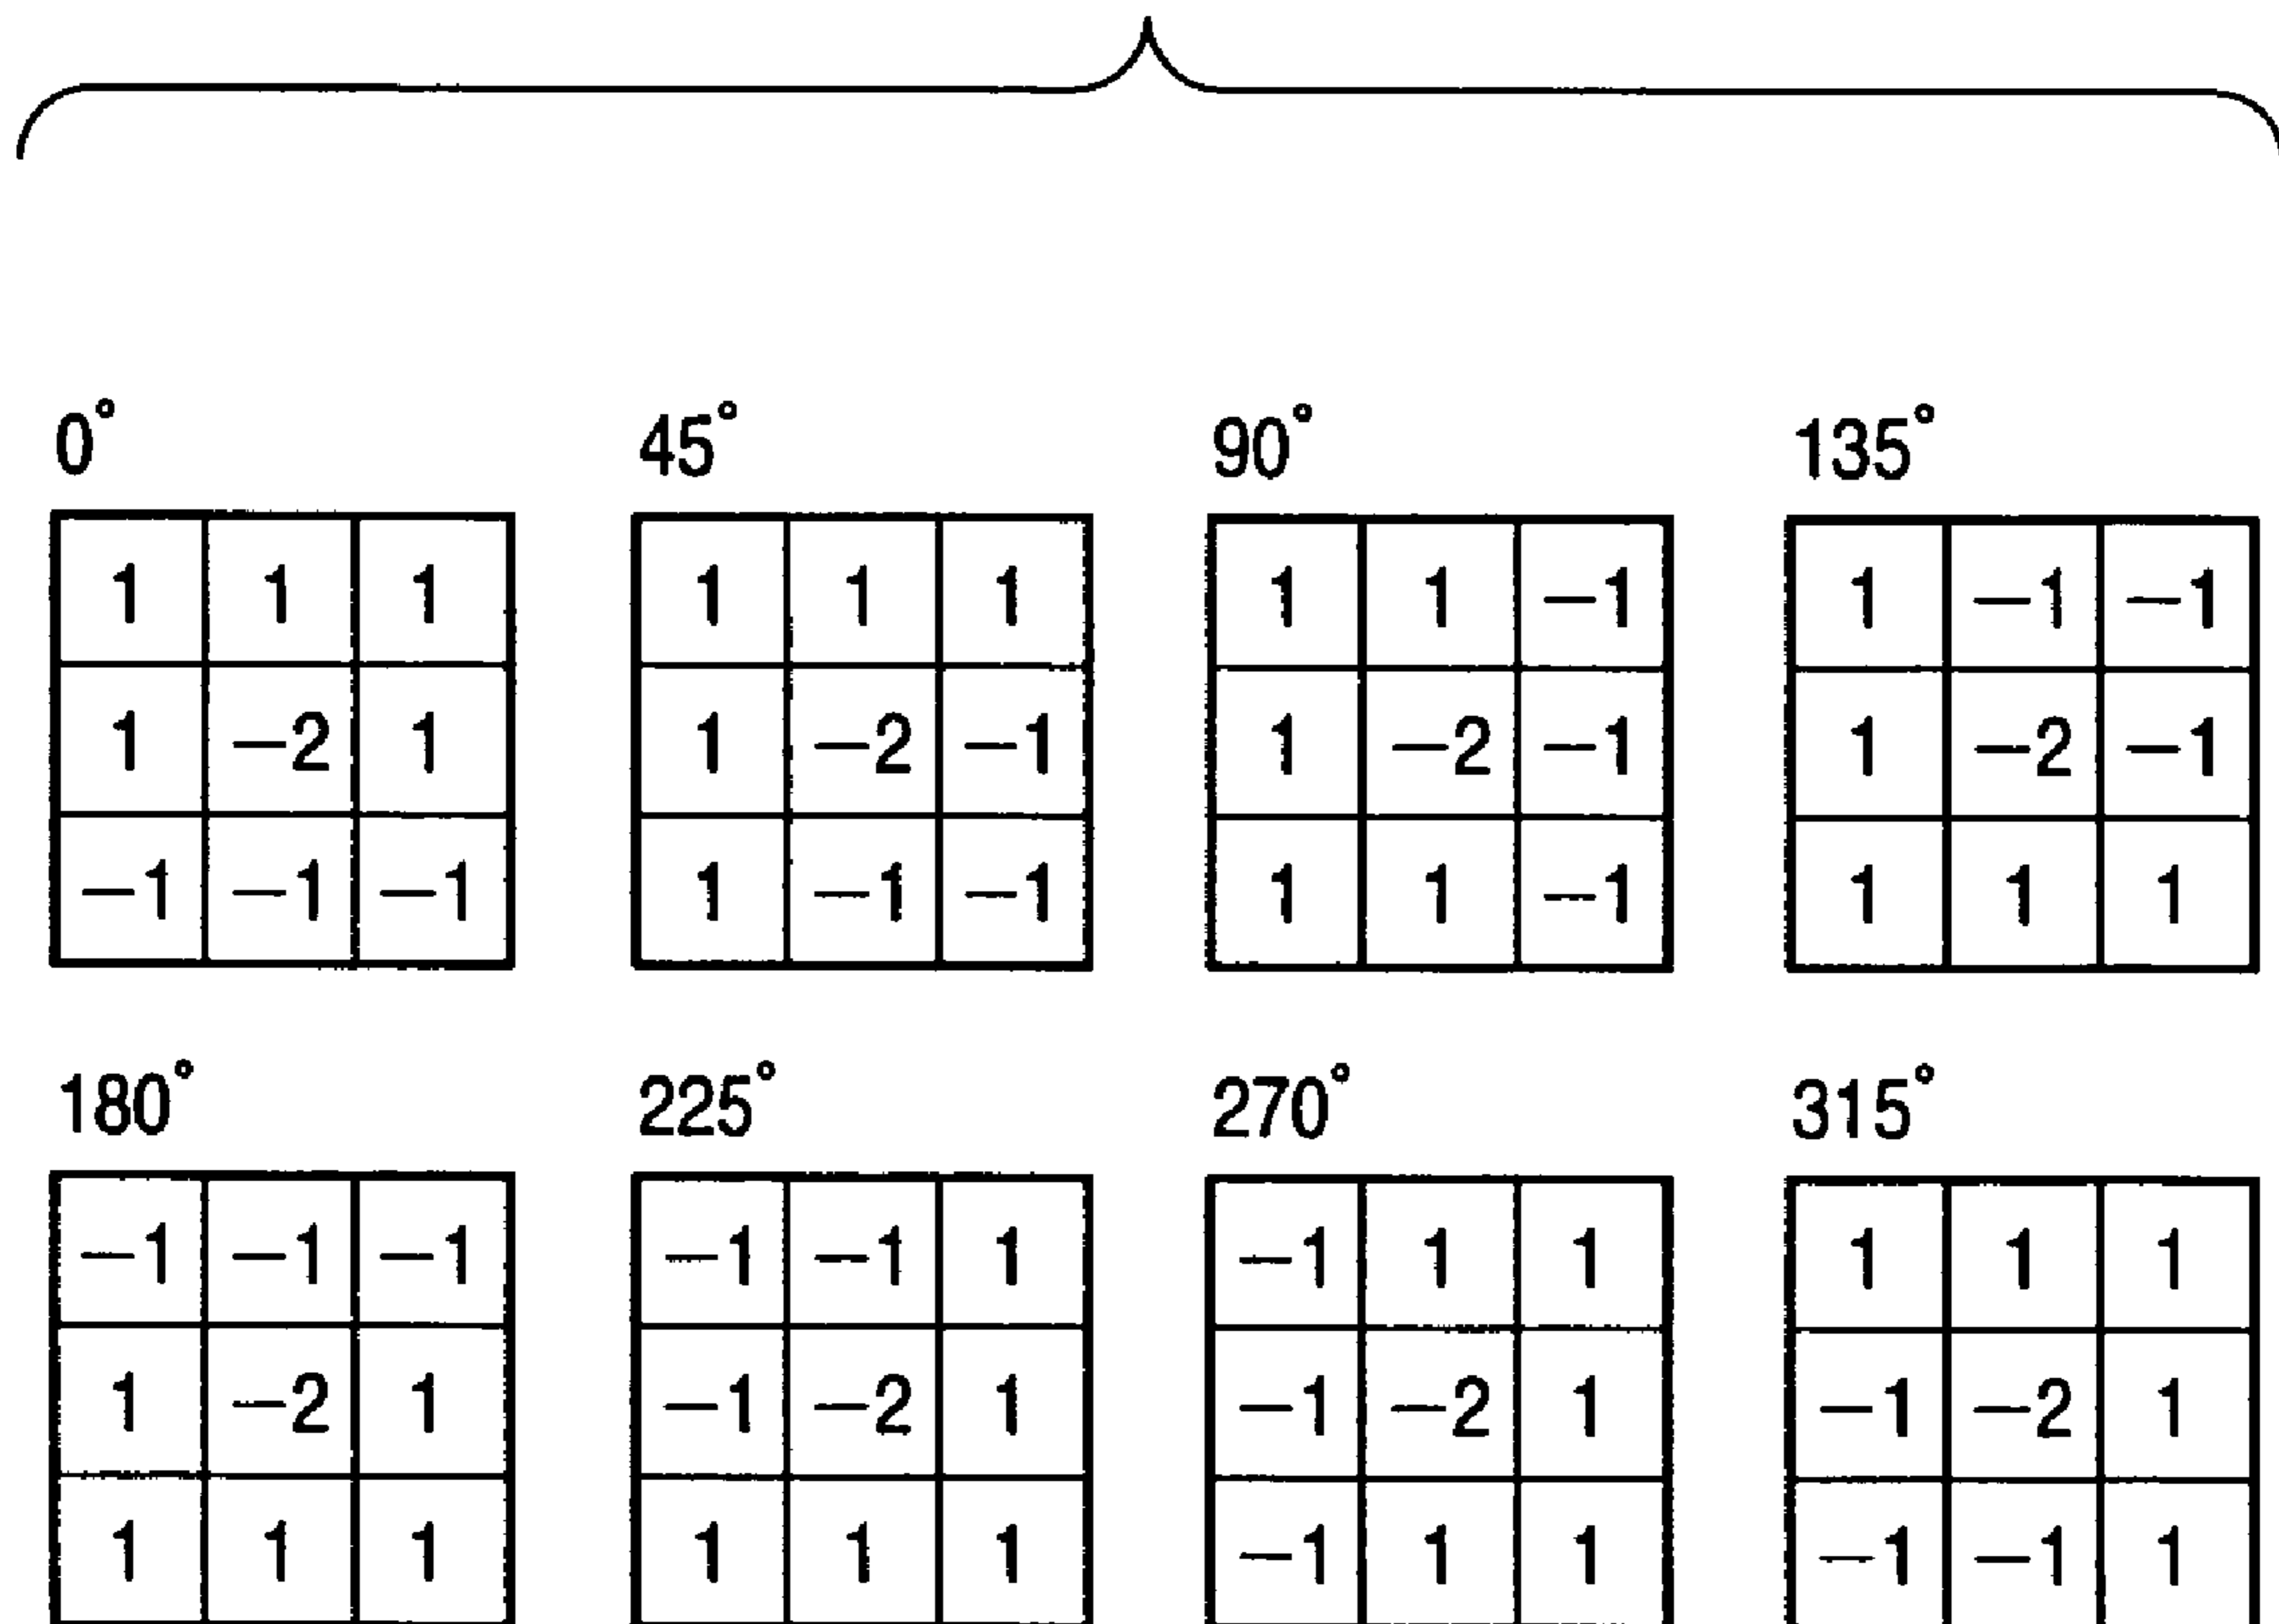 0° 45° 90° 135°
1 1 1 1 1 1 1 1 −1 1 −1 −1
1 −2 1 1 −2 −1 1 −2 −1 1 −2 −1
−1 −1 −1 1 −1 −1 1 1 −1 1 1 1
180° 225° 270° 315°
−1 −1 −1 −1 −1 1 −1 1 1 1 1 1
1 −2 1 −1 −2 1 −1 −2 1 −1 −2 1
1 1 1 1 1 1 −1 1 1 −1 −1 1